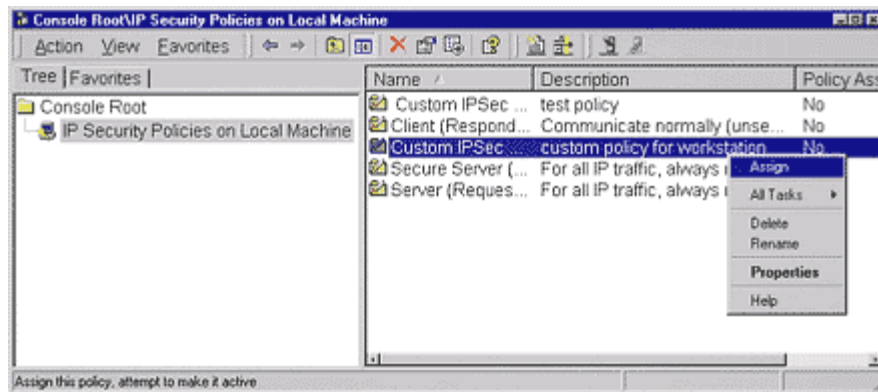 Console Root\IP Security Policies on Local Machine
Action View Favorites
Tree Favorites
Name Description Policy Ass
Console Root
IP Security Policies on Local Machine
Custom IPSec ... test policy No
Client (Respond... Communicate normally (unse... No
Custom IPSec ... custom policy for workstation No
Secure Server (... For all IP traffic, always
Server (Reques... For all IP traffic, always
Assign
All Tasks
Delete
Rename
Properties
Help
Assign this policy, attempt to make it active